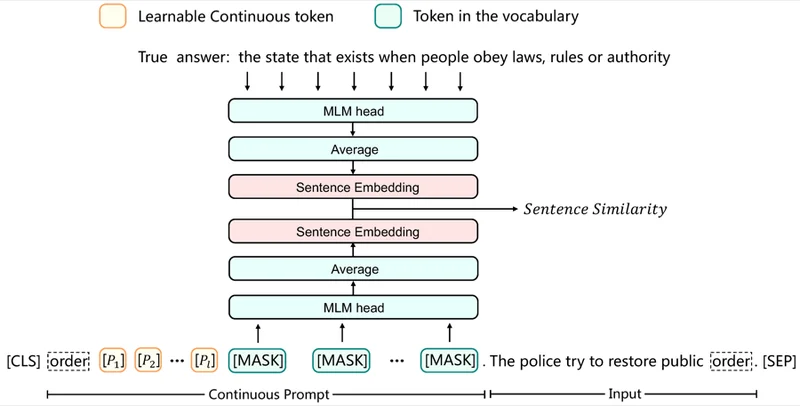 Learnable Continuous token Token in the vocabulary
True answer: the state that exists when people obey laws, rules or authority
MLM head
Average
Sentence Embedding
Sentence Similarity
Sentence Embedding
Average
MLM head
[CLS] order [P₁] [P₂] ··· [Pₗ] [MASK] [MASK] ··· [MASK] . The police try to restore public order. [SEP]
Continuous Prompt Input